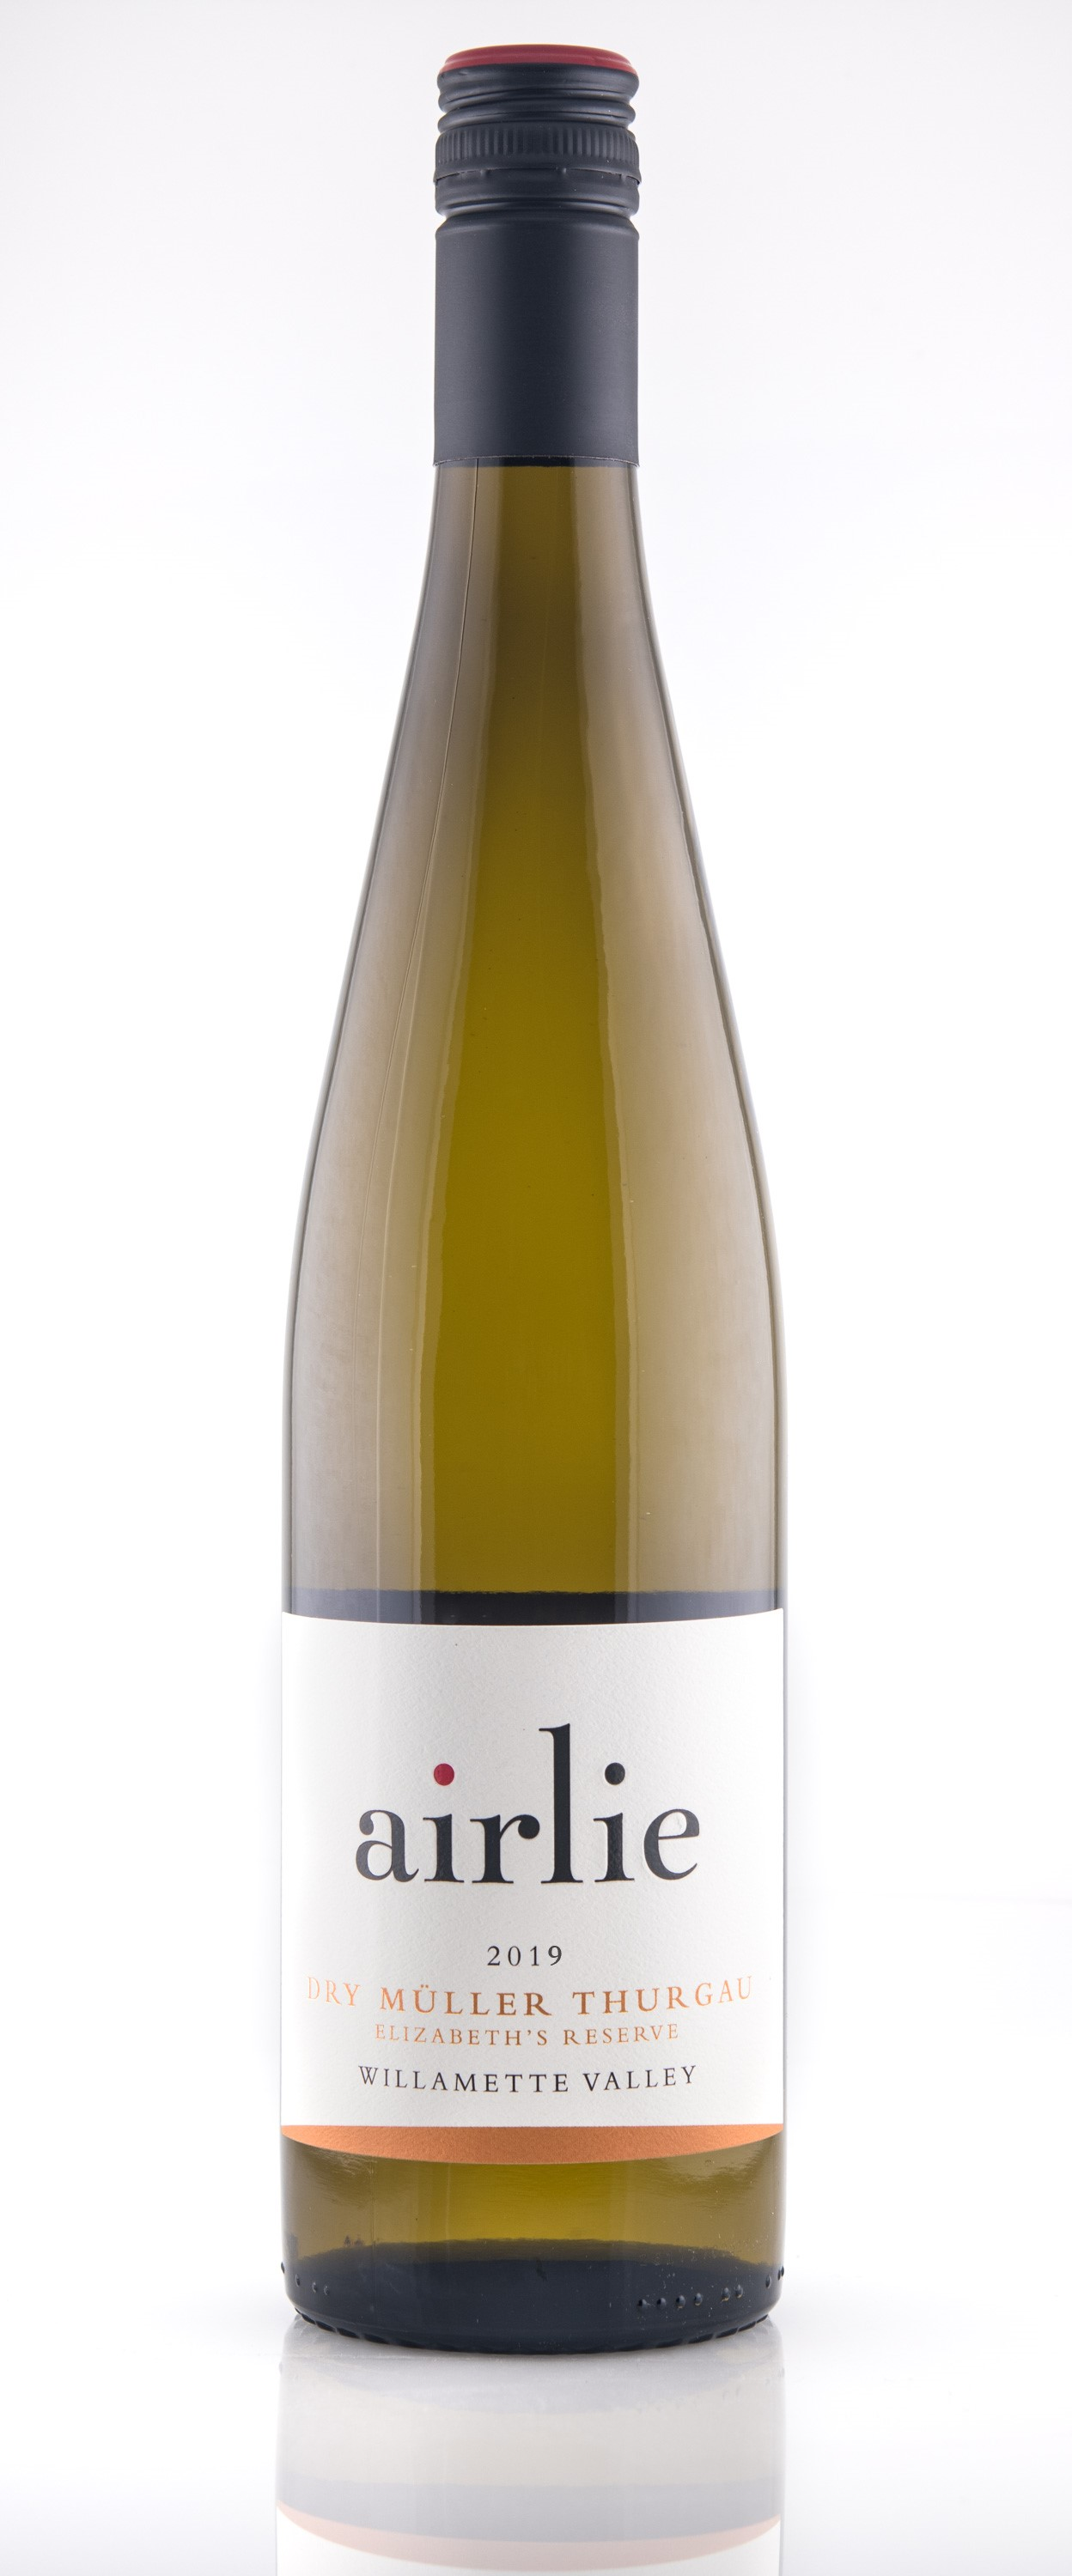 airlie
2019
DRY MÜLLER THURGAU
ELIZABETH'S RESERVE
WILLAMETTE VALLEY